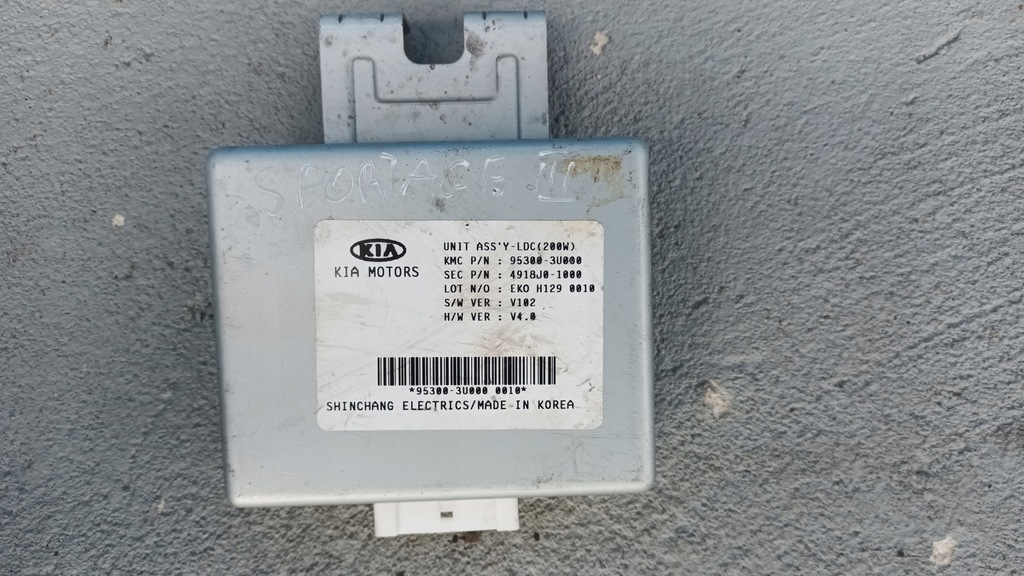 SPORTAGE III
KIA
KIA MOTORS
UNIT ASS'Y-LDC(200W)
KMC P/N : 95300-3U000
SEC P/N : 4918J0-1000
LOT N/O : EKO H129 0010
S/W VER : V102
H/W VER : V4.0
*95300-3U000 0010*
SHINCHANG ELECTRICS/MADE IN KOREA